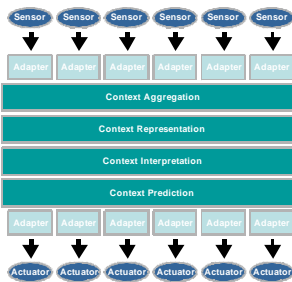 Sensor Sensor Sensor Sensor Sensor Sensor
Adapter Adapter Adapter Adapter Adapter Adapter
Context Aggregation
Context Representation
Context Interpretation
Context Prediction
Adapter Adapter Adapter Adapter Adapter Adapter
Actuator Actuator Actuator Actuator Actuator Actuator